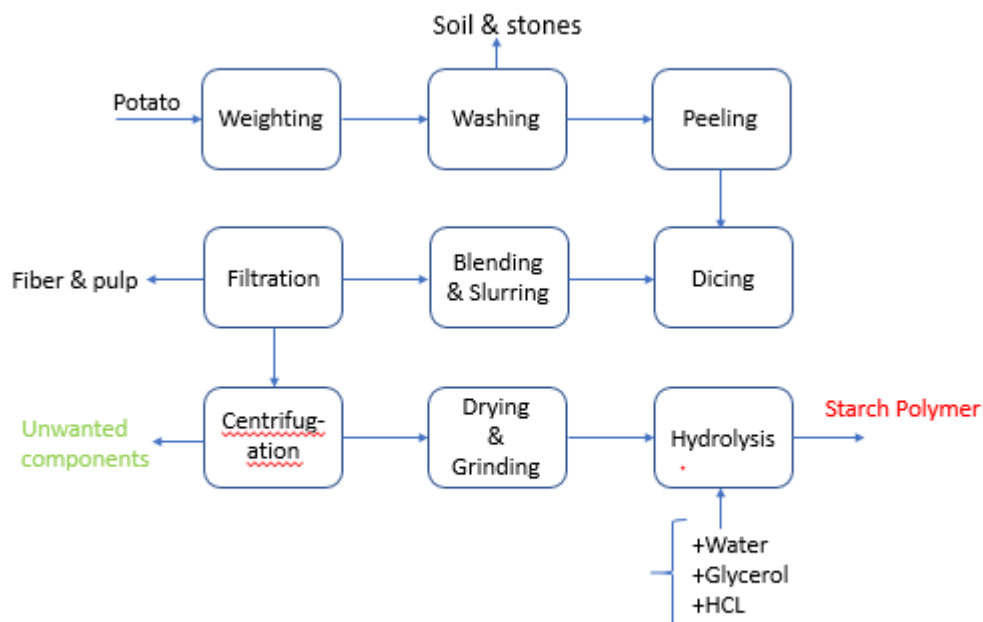 Soil & stones
Potato
Weighting
Washing
Peeling
Fiber & pulp
Filtration
Blending
& Slurring
Dicing
Unwanted
components
Centrifug-
ation
Drying
&
Grinding
Hydrolysis
Starch Polymer
+Water
+Glycerol
+HCL